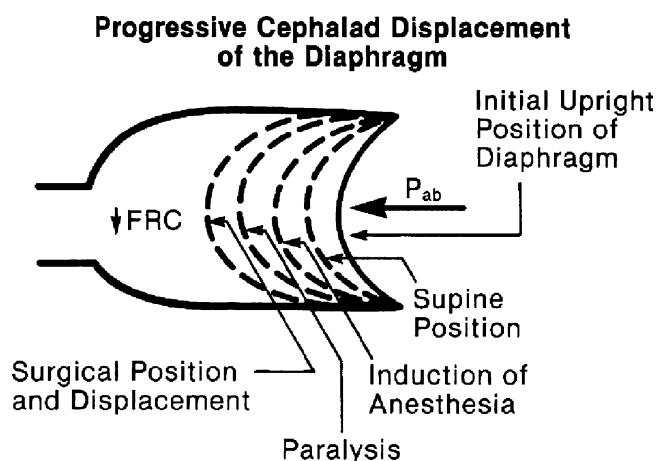 Progressive Cephalad Displacement
of the Diaphragm
Initial Upright
Position of
Diaphragm
Pab
↓FRC
Supine
Position
Surgical Position
and Displacement
Induction of
Anesthesia
Paralysis